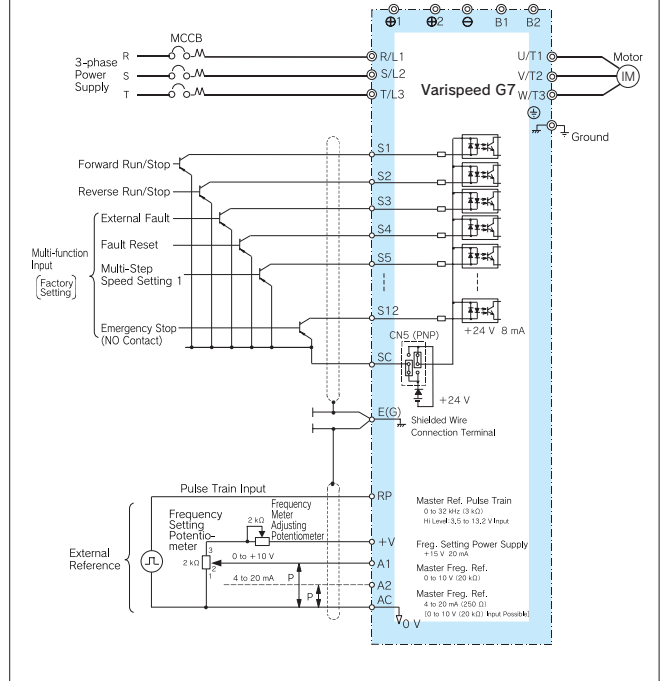 ⊕1 ⊕2 ⊖ B1 B2
MCCB
3-phase
Power
Supply
R
S
T
R/L1
S/L2
T/L3
Varispeed G7
U/T1
V/T2
W/T3
Motor
IM
Ground
Forward Run/Stop
Reverse Run/Stop
External Fault
Fault Reset
Multi-Step
Speed Setting 1
Emergency Stop
(NO Contact)
Multi-function
Input
Factory
Setting
S1
S2
S3
S4
S5
S12
SC
+24 V 8 mA
CN5 (PNP)
+24 V
E(G)
Shielded Wire
Connection Terminal
Pulse Train Input
RP
Master Ref. Pulse Train
0 to 32 kHz (3 kΩ)
Hi Level:3,5 to 13,2 V Input
Frequency
Setting
Potentio-
meter
2 kΩ
Frequency
Meter
Adjusting
Potentiometer
External
Reference
2 kΩ
3
2
1
0 to +10 V
4 to 20 mA
P
P
+V
Freg. Setting Power Supply
+15 V 20 mA
A1
Master Freg. Ref.
0 to 10 V (20 kΩ)
A2
Master Freg. Ref.
4 to 20 mA (250 Ω)
[0 to 10 V (20 kΩ) Input Possible]
AC
0 V